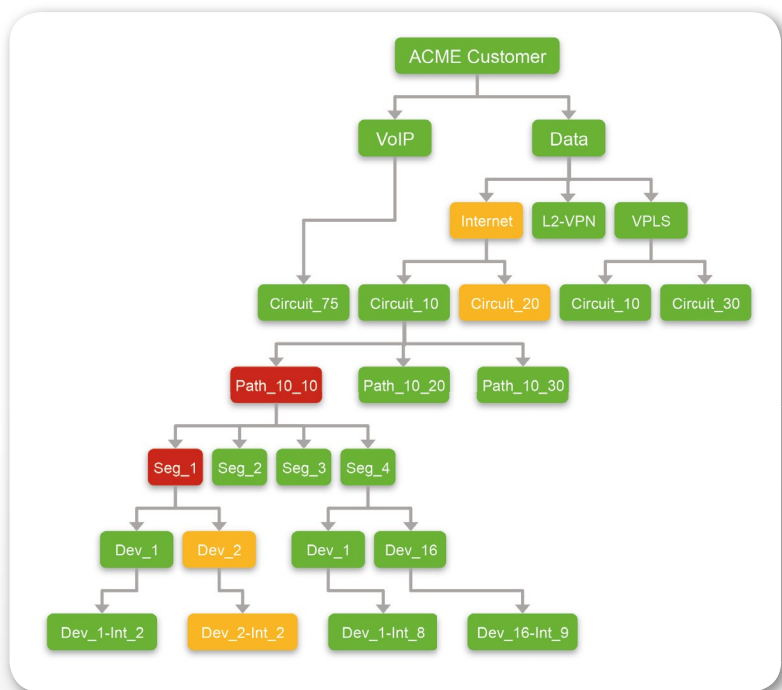 ACME Customer
VoIP
Data
Internet
L2-VPN
VPLS
Circuit_75
Circuit_10
Circuit_20
Circuit_10
Circuit_30
Path_10_10
Path_10_20
Path_10_30
Seg_1
Seg_2
Seg_3
Seg_4
Dev_1
Dev_2
Dev_1
Dev_16
Dev_1-Int_2
Dev_2-Int_2
Dev_1-Int_8
Dev_16-Int_9